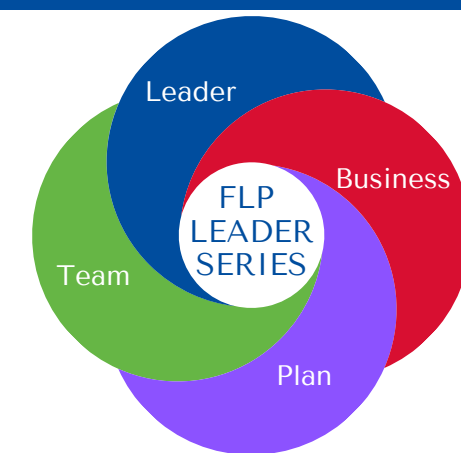 Leader
Business
FLP
LEADER
SERIES
Team
Plan